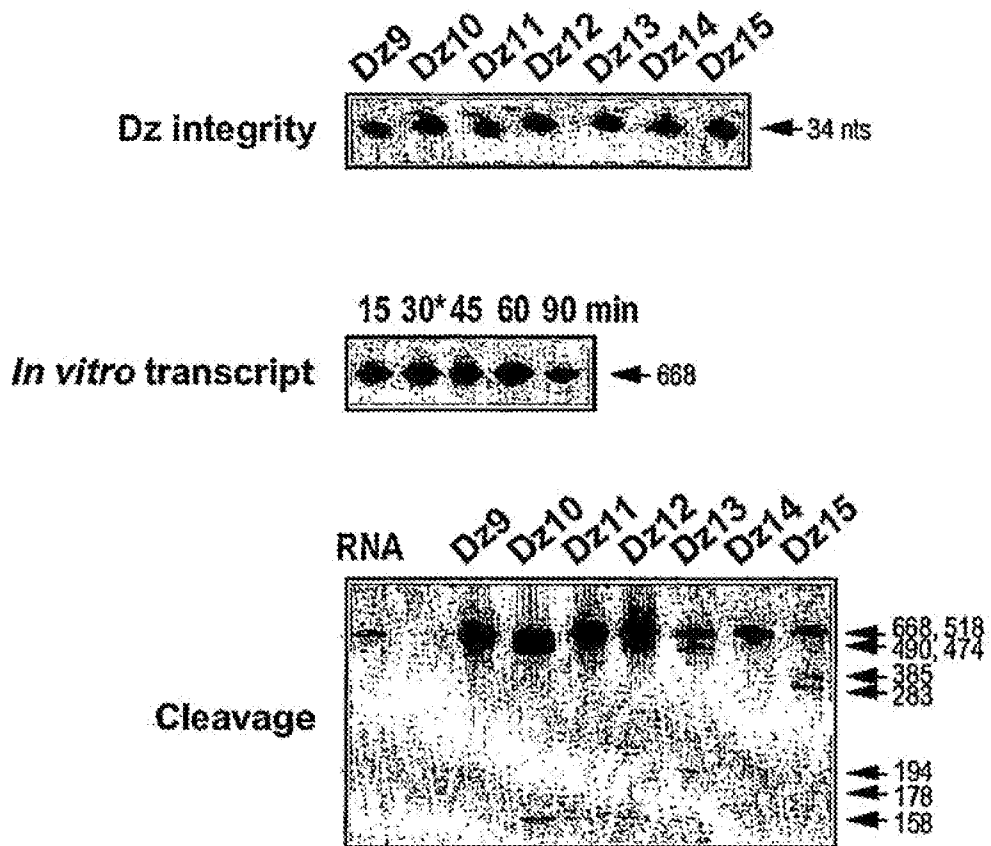 Dz9 Dz10 Dz11 Dz12 Dz13 Dz14 Dz15
Dz integrity
34 nts
15 30* 45 60 90 min
In vitro transcript
668
RNA Dz9 Dz10 Dz11 Dz12 Dz13 Dz14 Dz15
668, 518
490, 474
385
283
Cleavage
194
178
158